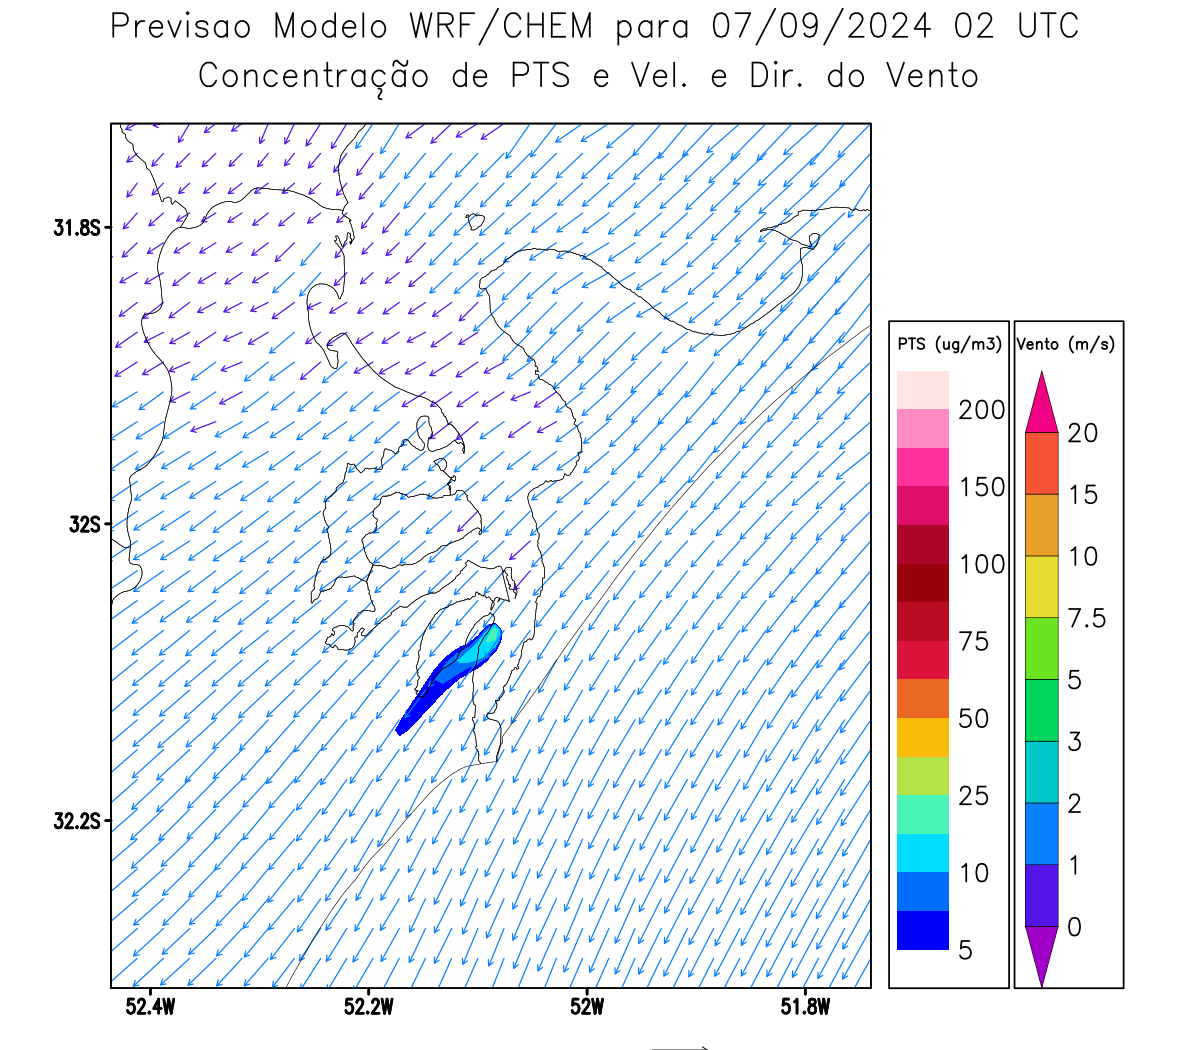 Previsao Modelo WRF/CHEM para 07/09/2024 02 UTC
Concentração de PTS e Vel. e Dir. do Vento
31.8S
32S
32.2S
52.4W
52.2W
52W
51.8W
PTS (ug/m3)
200
150
100
75
50
25
10
5
Vento (m/s)
20
15
10
7.5
5
3
2
1
0